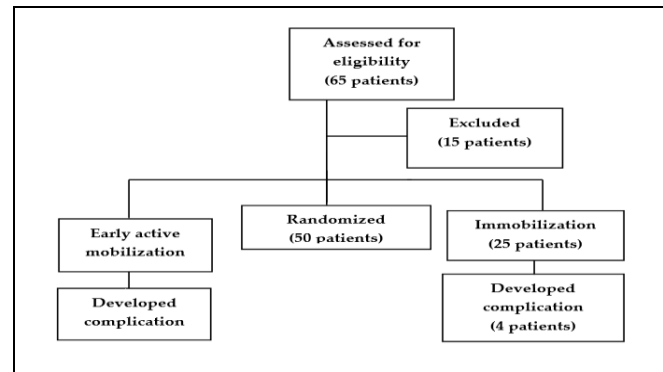 Assessed for
eligibility
(65 patients)
Excluded
(15 patients)
Early active
mobilization
Randomized
(50 patients)
Immobilization
(25 patients)
Developed
complication
Developed
complication
(4 patients)